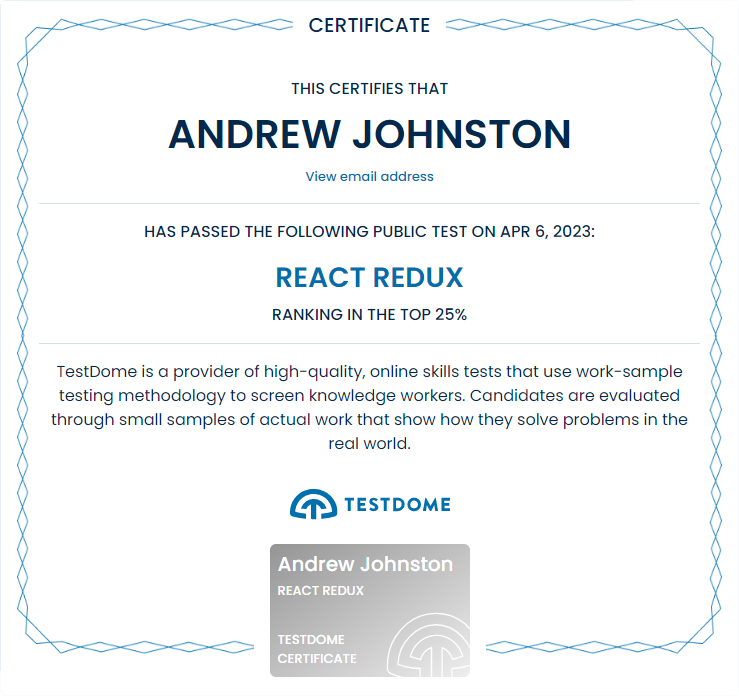 CERTIFICATE
THIS CERTIFIES THAT
ANDREW JOHNSTON
View email address
HAS PASSED THE FOLLOWING PUBLIC TEST ON APR 6, 2023:
REACT REDUX
RANKING IN THE TOP 25%
TestDome is a provider of high-quality, online skills tests that use work-sample
testing methodology to screen knowledge workers. Candidates are evaluated
through small samples of actual work that show how they solve problems in the
real world.
TESTDOME
Andrew Johnston
REACT REDUX
TESTDOME
CERTIFICATE